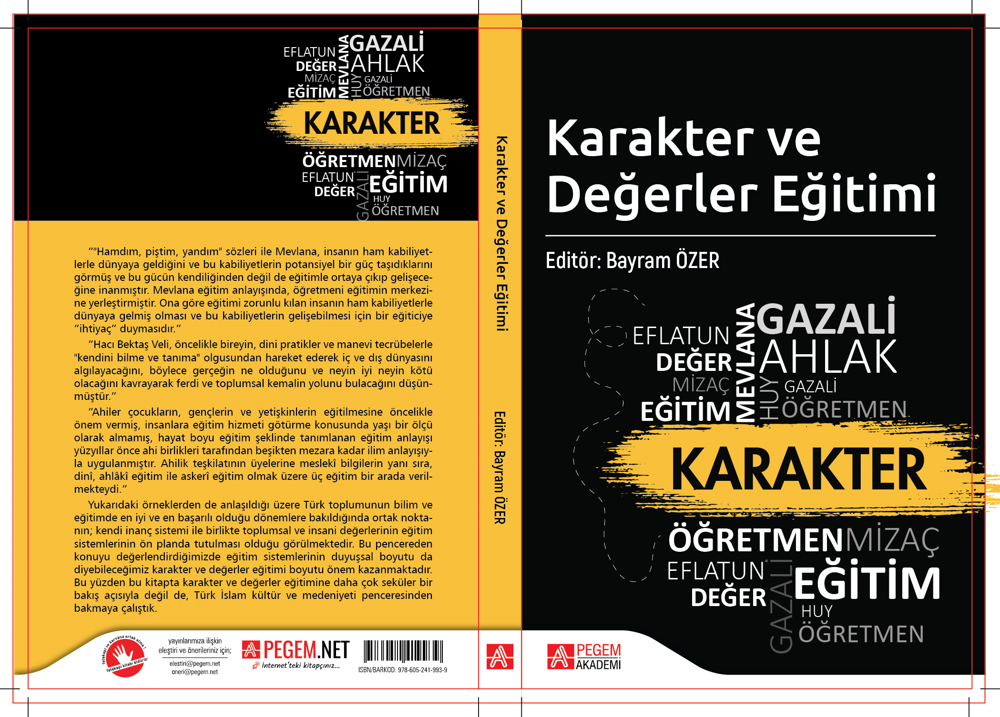 EFLATUN
DEĞER
MİZAÇ
EĞİTİM
MEVLANA
GAZALİ
AHLAK
HUY
GAZALİ
ÖĞRETMEN
KARAKTER
ÖĞRETMEN MİZAÇ
EFLATUN
DEĞER
GAZALİ
EĞİTİM
HUY
ÖĞRETMEN
“"Hamdım, piştim, yandım" sözleri ile Mevlana, insanın ham kabiliyet-
lerle dünyaya geldiğini ve bu kabiliyetlerin potansiyel bir güç taşıdıklarını
görmüş ve bu gücün kendiliğinden değil de eğitimle ortaya çıkıp gelişece-
ğine inanmıştır. Mevlana eğitim anlayışında, öğretmeni eğitimin merkezi-
ne yerleştirmiştir. Ona göre eğitimi zorunlu kılan insanın ham kabiliyetlerle
dünyaya gelmiş olması ve bu kabiliyetlerin gelişebilmesi için bir eğiticiye
“ihtiyaç” duymasıdır.”
“Hacı Bektaş Veli, öncelikle bireyin, dini pratikler ve manevi tecrübelerle
"kendini bilme ve tanıma" olgusundan hareket ederek iç ve dış dünyasını
algılayacağını, böylece gerçeğin ne olduğunu ve neyin iyi neyin kötü
olacağını kavrayarak ferdi ve toplumsal kemalin yolunu bulacağını düşün-
müştür.”
“Ahiler çocukların, gençlerin ve yetişkinlerin eğitilmesine öncelikle
önem vermiş, insanlara eğitim hizmeti götürme konusunda yaşı bir ölçü
olarak almamış, hayat boyu eğitim şeklinde tanımlanan eğitim anlayışı
yüzyıllar önce ahi birlikleri tarafından beşikten mezara kadar ilim anlayışıy-
la uygulanmıştır. Ahilik teşkilatının üyelerine meslekî bilgilerin yanı sıra,
dinî, ahlâkî eğitim ile askerî eğitim olmak üzere üç eğitim bir arada veril-
mekteydi.”
Yukarıdaki örneklerden de anlaşıldığı üzere Türk toplumunun bilim ve
eğitimde en iyi ve en başarılı olduğu dönemlere bakıldığında ortak nokta-
nın; kendi inanç sistemi ile birlikte toplumsal ve insani değerlerinin eğitim
sistemlerinin ön planda tutulması olduğu görülmektedir. Bu pencereden
konuyu değerlendirdiğimizde eğitim sistemlerinin duyuşsal boyutu da
diyebileceğimiz karakter ve değerler eğitimi boyutu önem kazanmaktadır.
Bu yüzden bu kitapta karakter ve değerler eğitimine daha çok seküler bir
bakış açısıyla değil de, Türk İslam kültür ve medeniyeti penceresinden
bakmaya çalıştık.
fotokopi ve korsana ortak olma !
fotokopi kitabı öldürür
yayınlarımıza ilişkin
eleştiri ve önerileriniz için;
elestiri@pegem.net
oneri@pegem.net
PEGEM.NET
İnternet'teki kitapçınız...
ISBN/BARKOD: 978-605-241-993-9
Karakter ve Değerler Eğitimi
Editör: Bayram ÖZER
Karakter ve
Değerler Eğitimi
Editör: Bayram ÖZER
EFLATUN
DEĞER
MİZAÇ
EĞİTİM
MEVLANA
GAZALİ
AHLAK
HUY
GAZALİ
ÖĞRETMEN
KARAKTER
ÖĞRETMEN MİZAÇ
EFLATUN
DEĞER
GAZALİ
EĞİTİM
HUY
ÖĞRETMEN
PEGEM
AKADEMİ